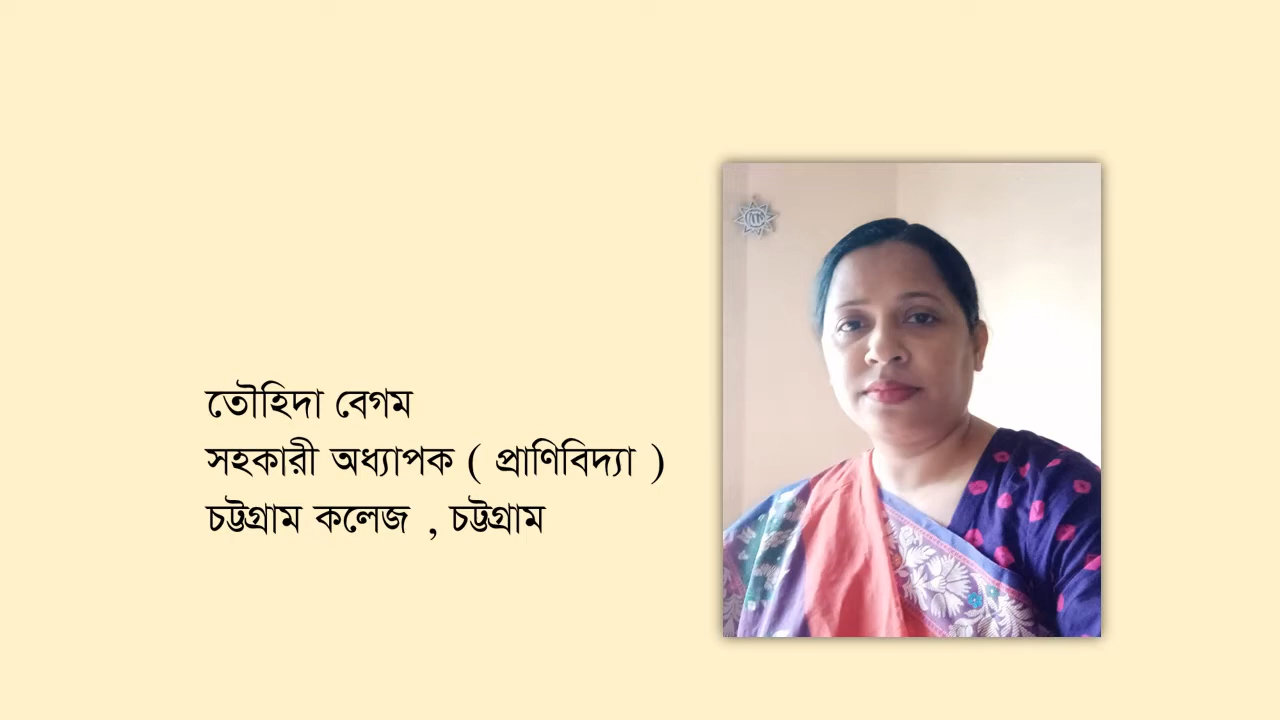 তৌহিদা বেগম
সহকারী অধ্যাপক ( প্রাণিবিদ্যা )
চট্টগ্রাম কলেজ , চট্টগ্রাম